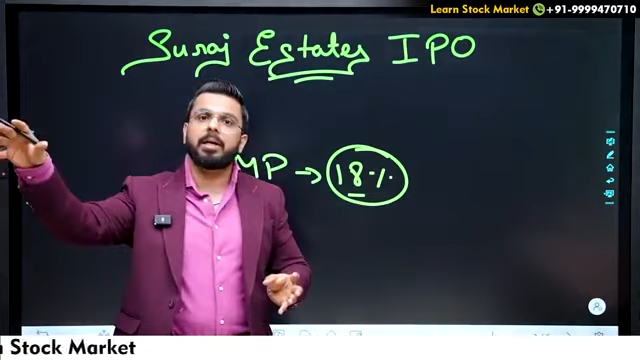 Learn Stock Market +91-9999470710
Suraj Estates IPO
MP → 18%
Stock Market